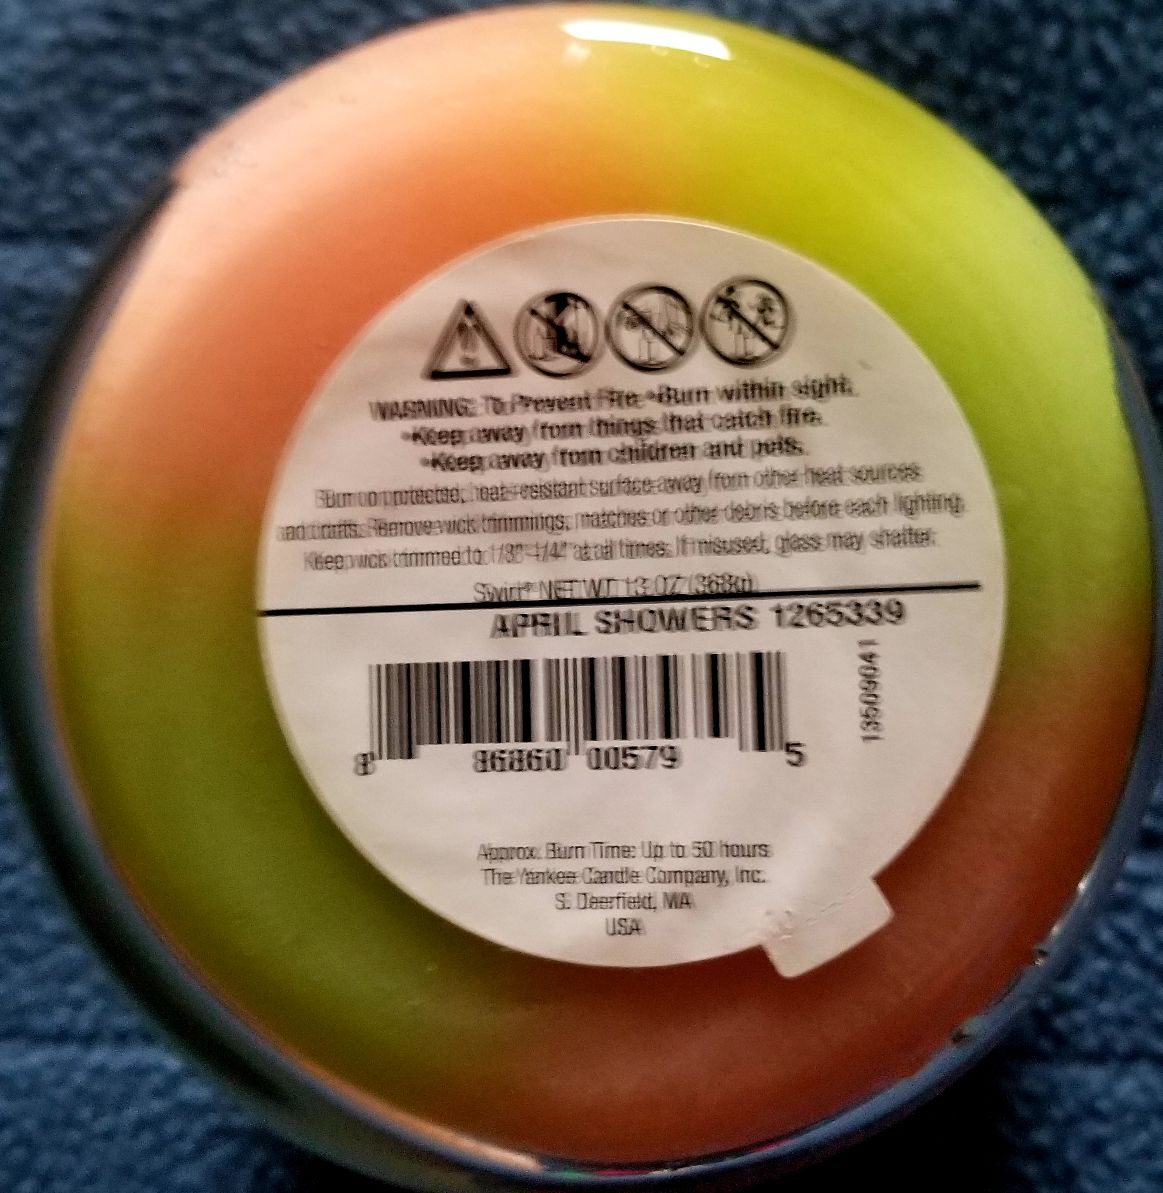 WARNING: To Prevent Fire •Burn within sight.
•Keep away from things that catch fire.
•Keep away from children and pets.
Burn on protected, heat-resistant surface away from other heat sources
and drafts. Remove wick trimmings, matches or other debris before each lighting.
Keep wick trimmed to 1/8"-1/4" at all times. If misused, glass may shatter.
Swirl® NET WT 13 OZ (368g)
APRIL SHOWERS 1265339
13509041
8 86860 00579 5
Approx. Burn Time: Up to 50 hours
The Yankee Candle Company, Inc.
S. Deerfield, MA
USA